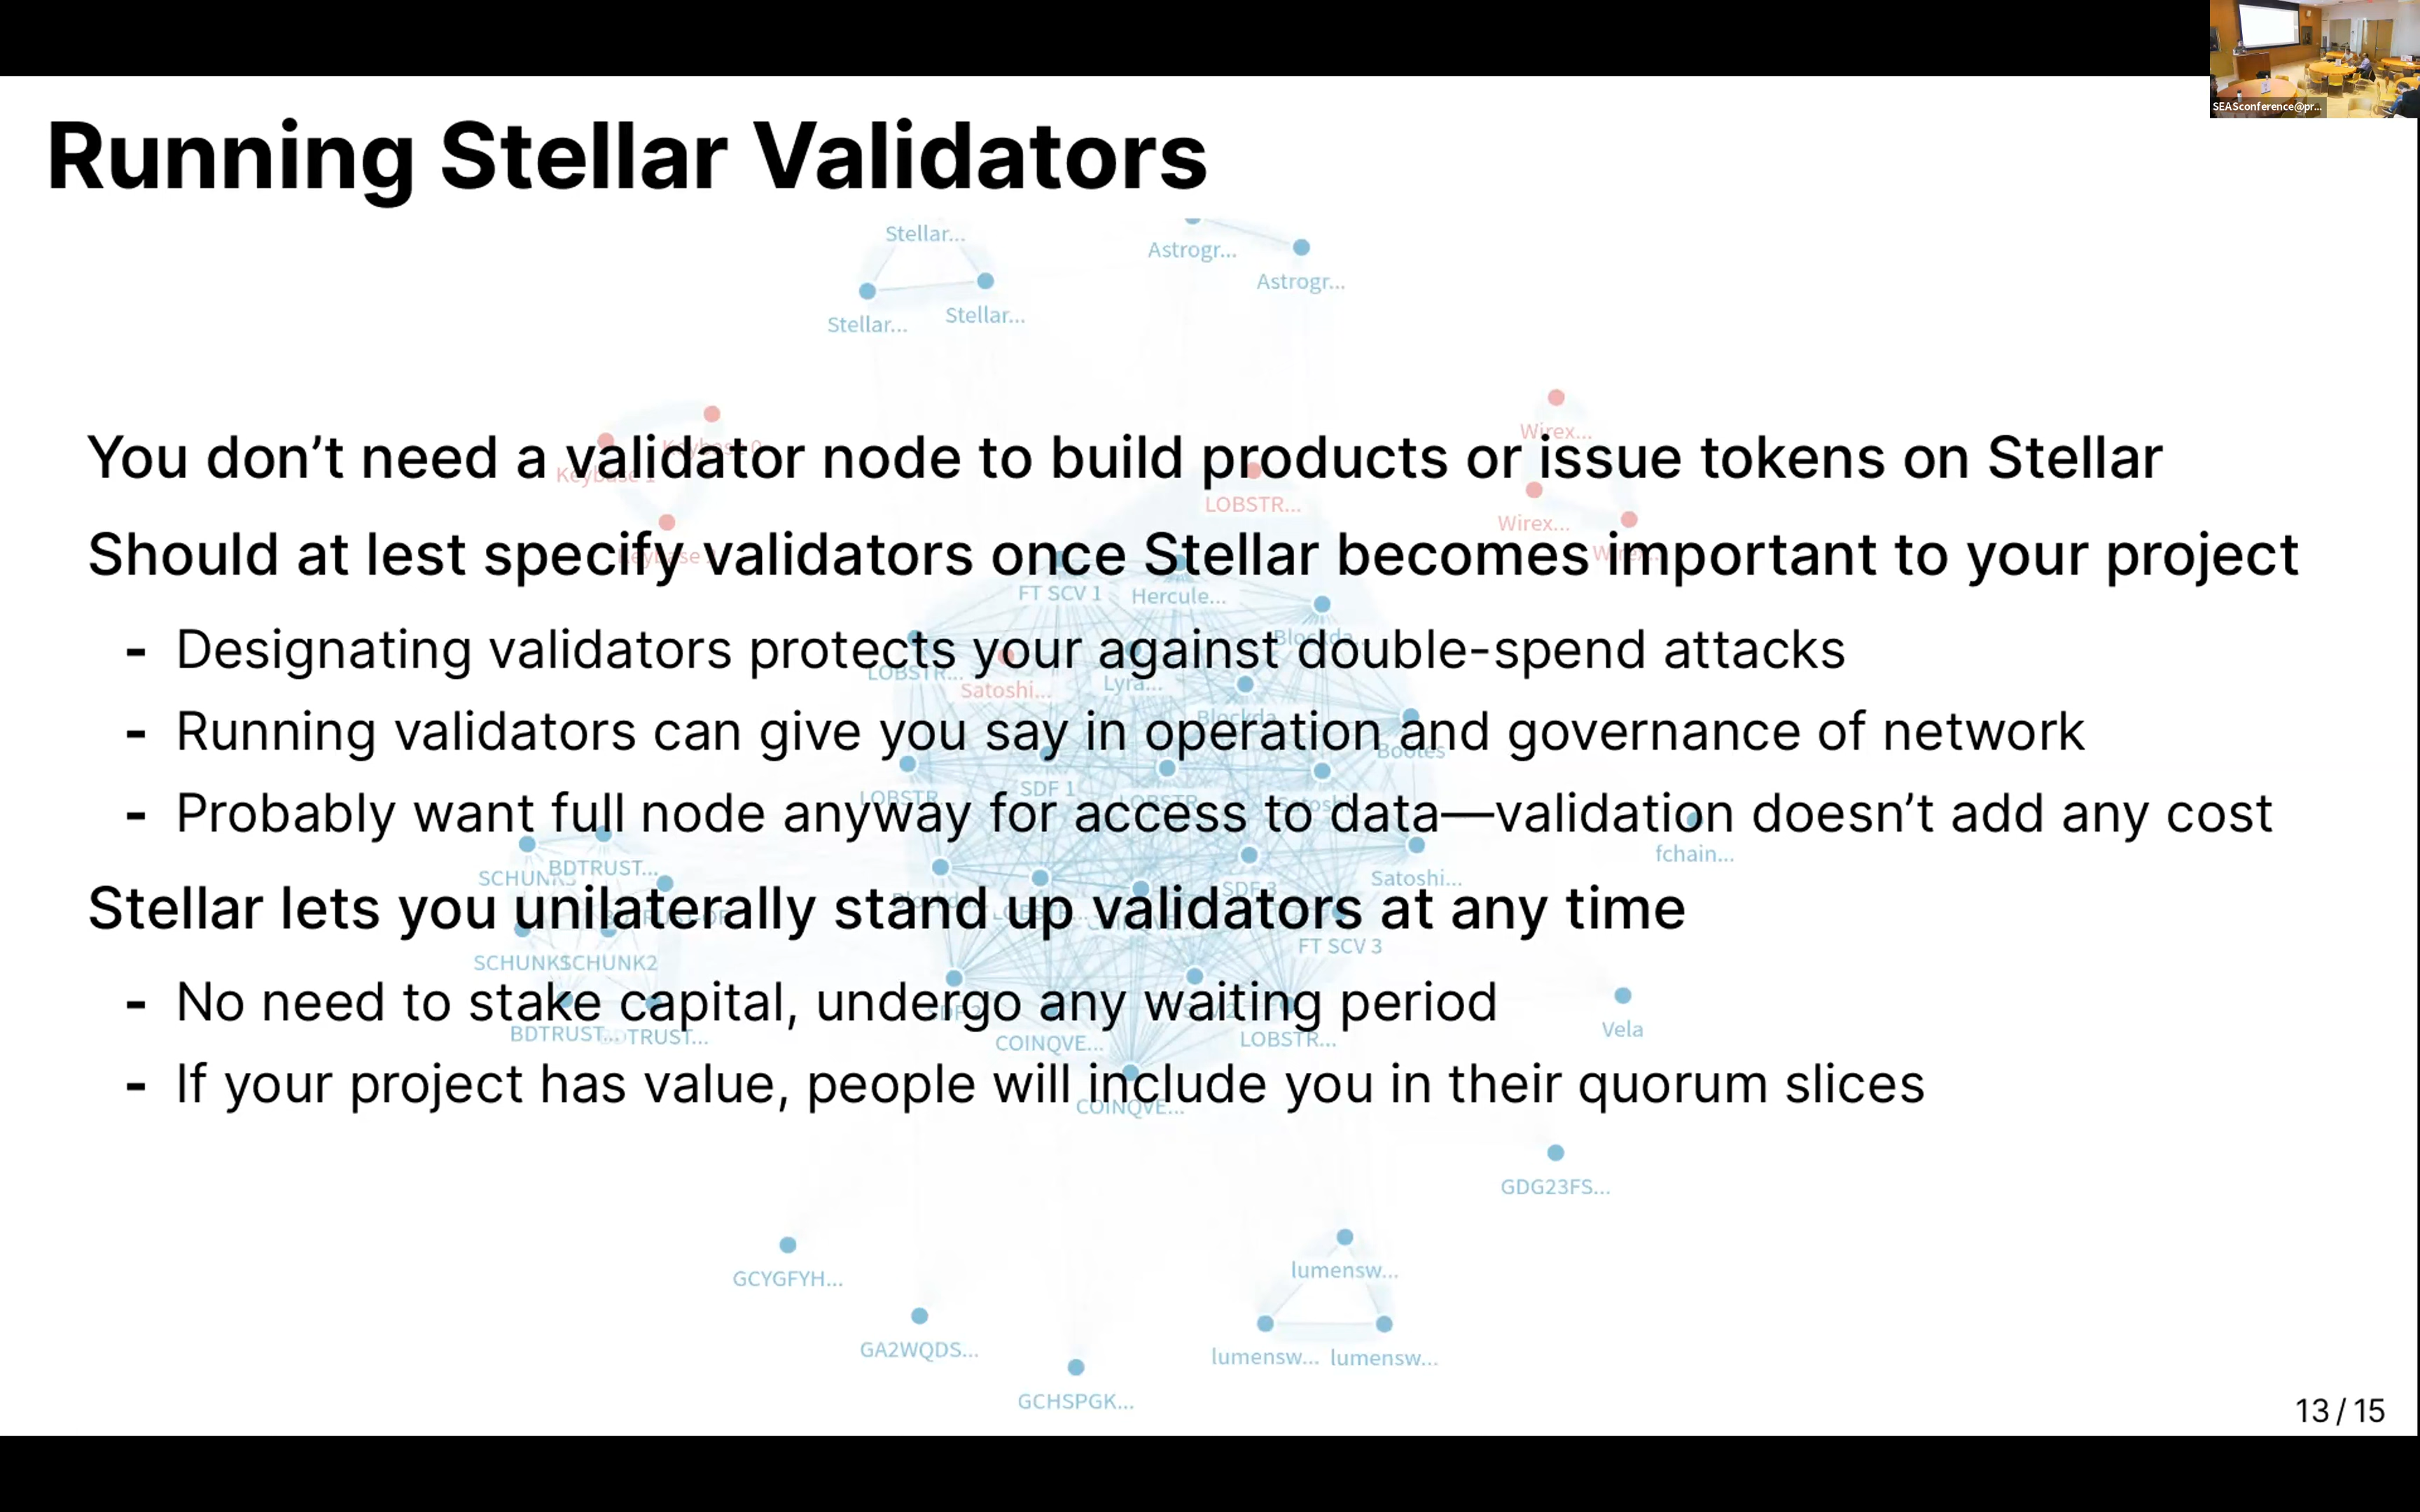 SEASconference@pr...
Running Stellar Validators
Stellar...
Astrogr...
Astrogr...
Stellar...
Stellar...
Wirex...
You don’t need a validator node to build products or issue tokens on Stellar
LOBSTR...
Wirex...
Should at lest specify validators once Stellar becomes important to your project
FT SCV 1
Hercule...
- Designating validators protects your against double-spend attacks
LOBSTR...
Satoshi...
Lyra...
- Running validators can give you say in operation and governance of network
Bootes
SDF 1
LOBSTR
- Probably want full node anyway for access to data—validation doesn’t add any cost
fchain...
BDTRUST...
Satoshi...
SDF 3
Stellar lets you unilaterally stand up validators at any time
FT SCV 3
SCHUNK2
- No need to stake capital, undergo any waiting period
Vela
BDTRUST...
TRUST...
COINQVE...
LOBSTR...
- If your project has value, people will include you in their quorum slices
COINQVE...
GDG23FS...
lumensw...
GCYGFYH...
GA2WQDS...
lumensw...
lumensw...
GCHSPGK...
13 / 15